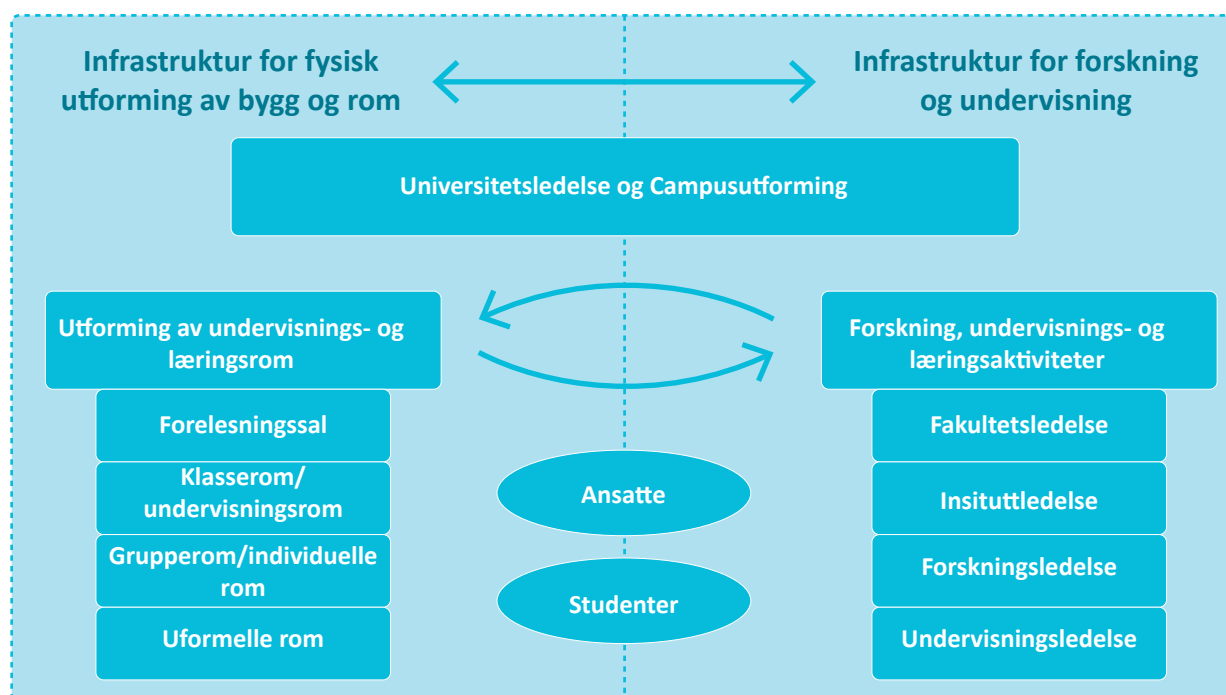 Infrastruktur for fysisk
utforming av bygg og rom
Infrastruktur for forskning
og undervisning
Universitetsledelse og Campusutforming
Utforming av undervisnings- og
læringsrom
Forelesningssal
Klasserom/
undervisningsrom
Grupperom/individuelle
rom
Uformelle rom
Ansatte
Studenter
Forskning, undervisnings- og
læringsaktiviteter
Fakultetsledelse
Insituttledelse
Forskningsledelse
Undervisningsledelse